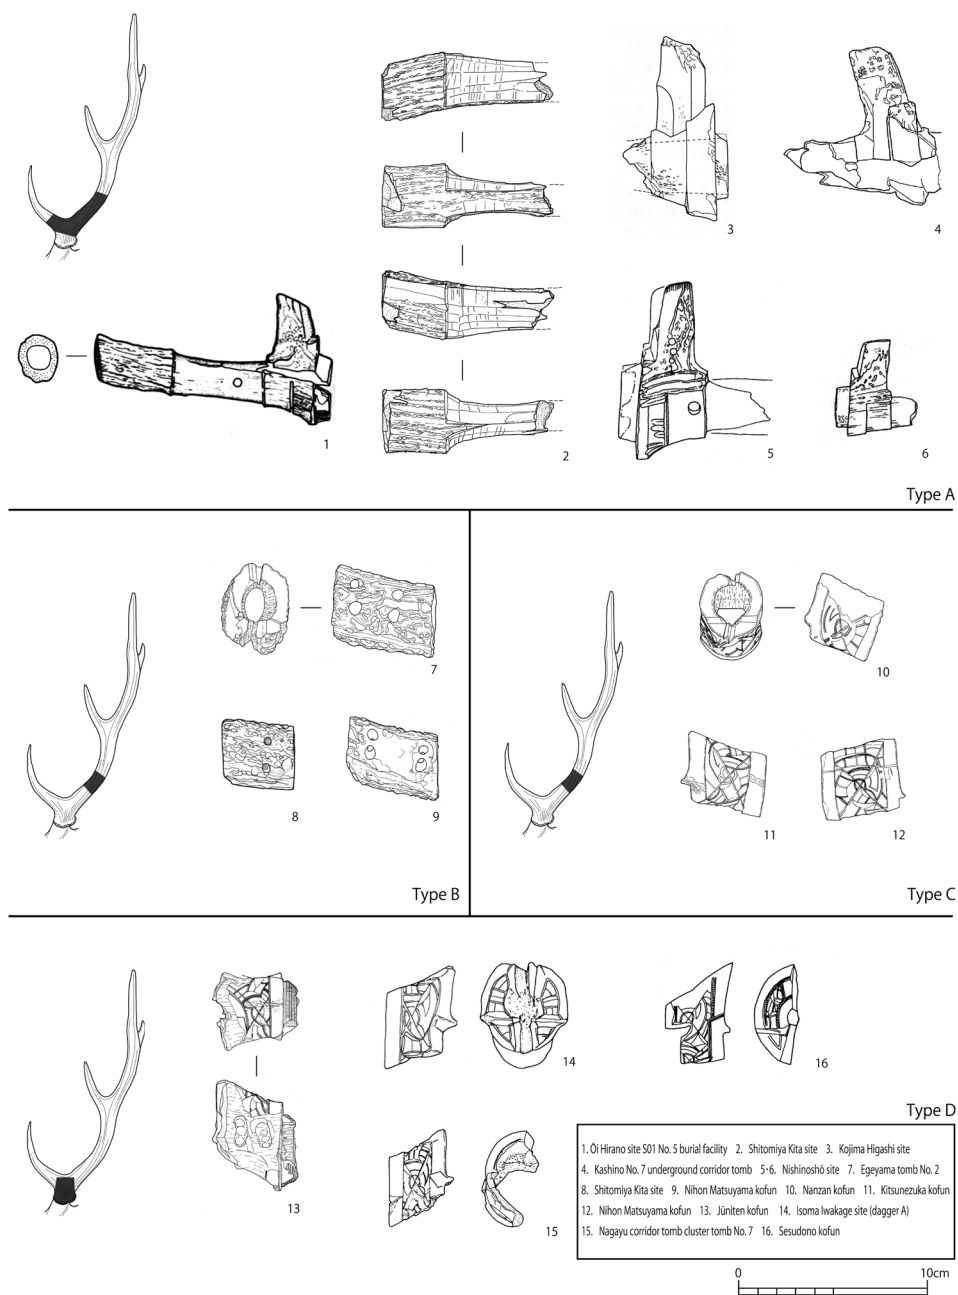 1
2
3
4
5
6
Type A
7
8
9
Type B
10
11
12
Type C
13
14
15
16
Type D
1. Ōi Hirano site S01 No. 5 burial facility 2. Shitomiya Kita site 3. Kojima Higashi site
4. Kashino No. 7 underground corridor tomb 5·6. Nishinoshō site 7. Egeyama tomb No. 2
8. Shitomiya Kita site 9. Nihon Matsuyama kofun 10. Nanzan kofun 11. Kitsunezuka kofun
12. Nihon Matsuyama kofun 13. Jūniten kofun 14. Isoma Iwakage site (dagger A)
15. Nagayu corridor tomb cluster tomb No. 7 16. Sesudono kofun
0 10cm